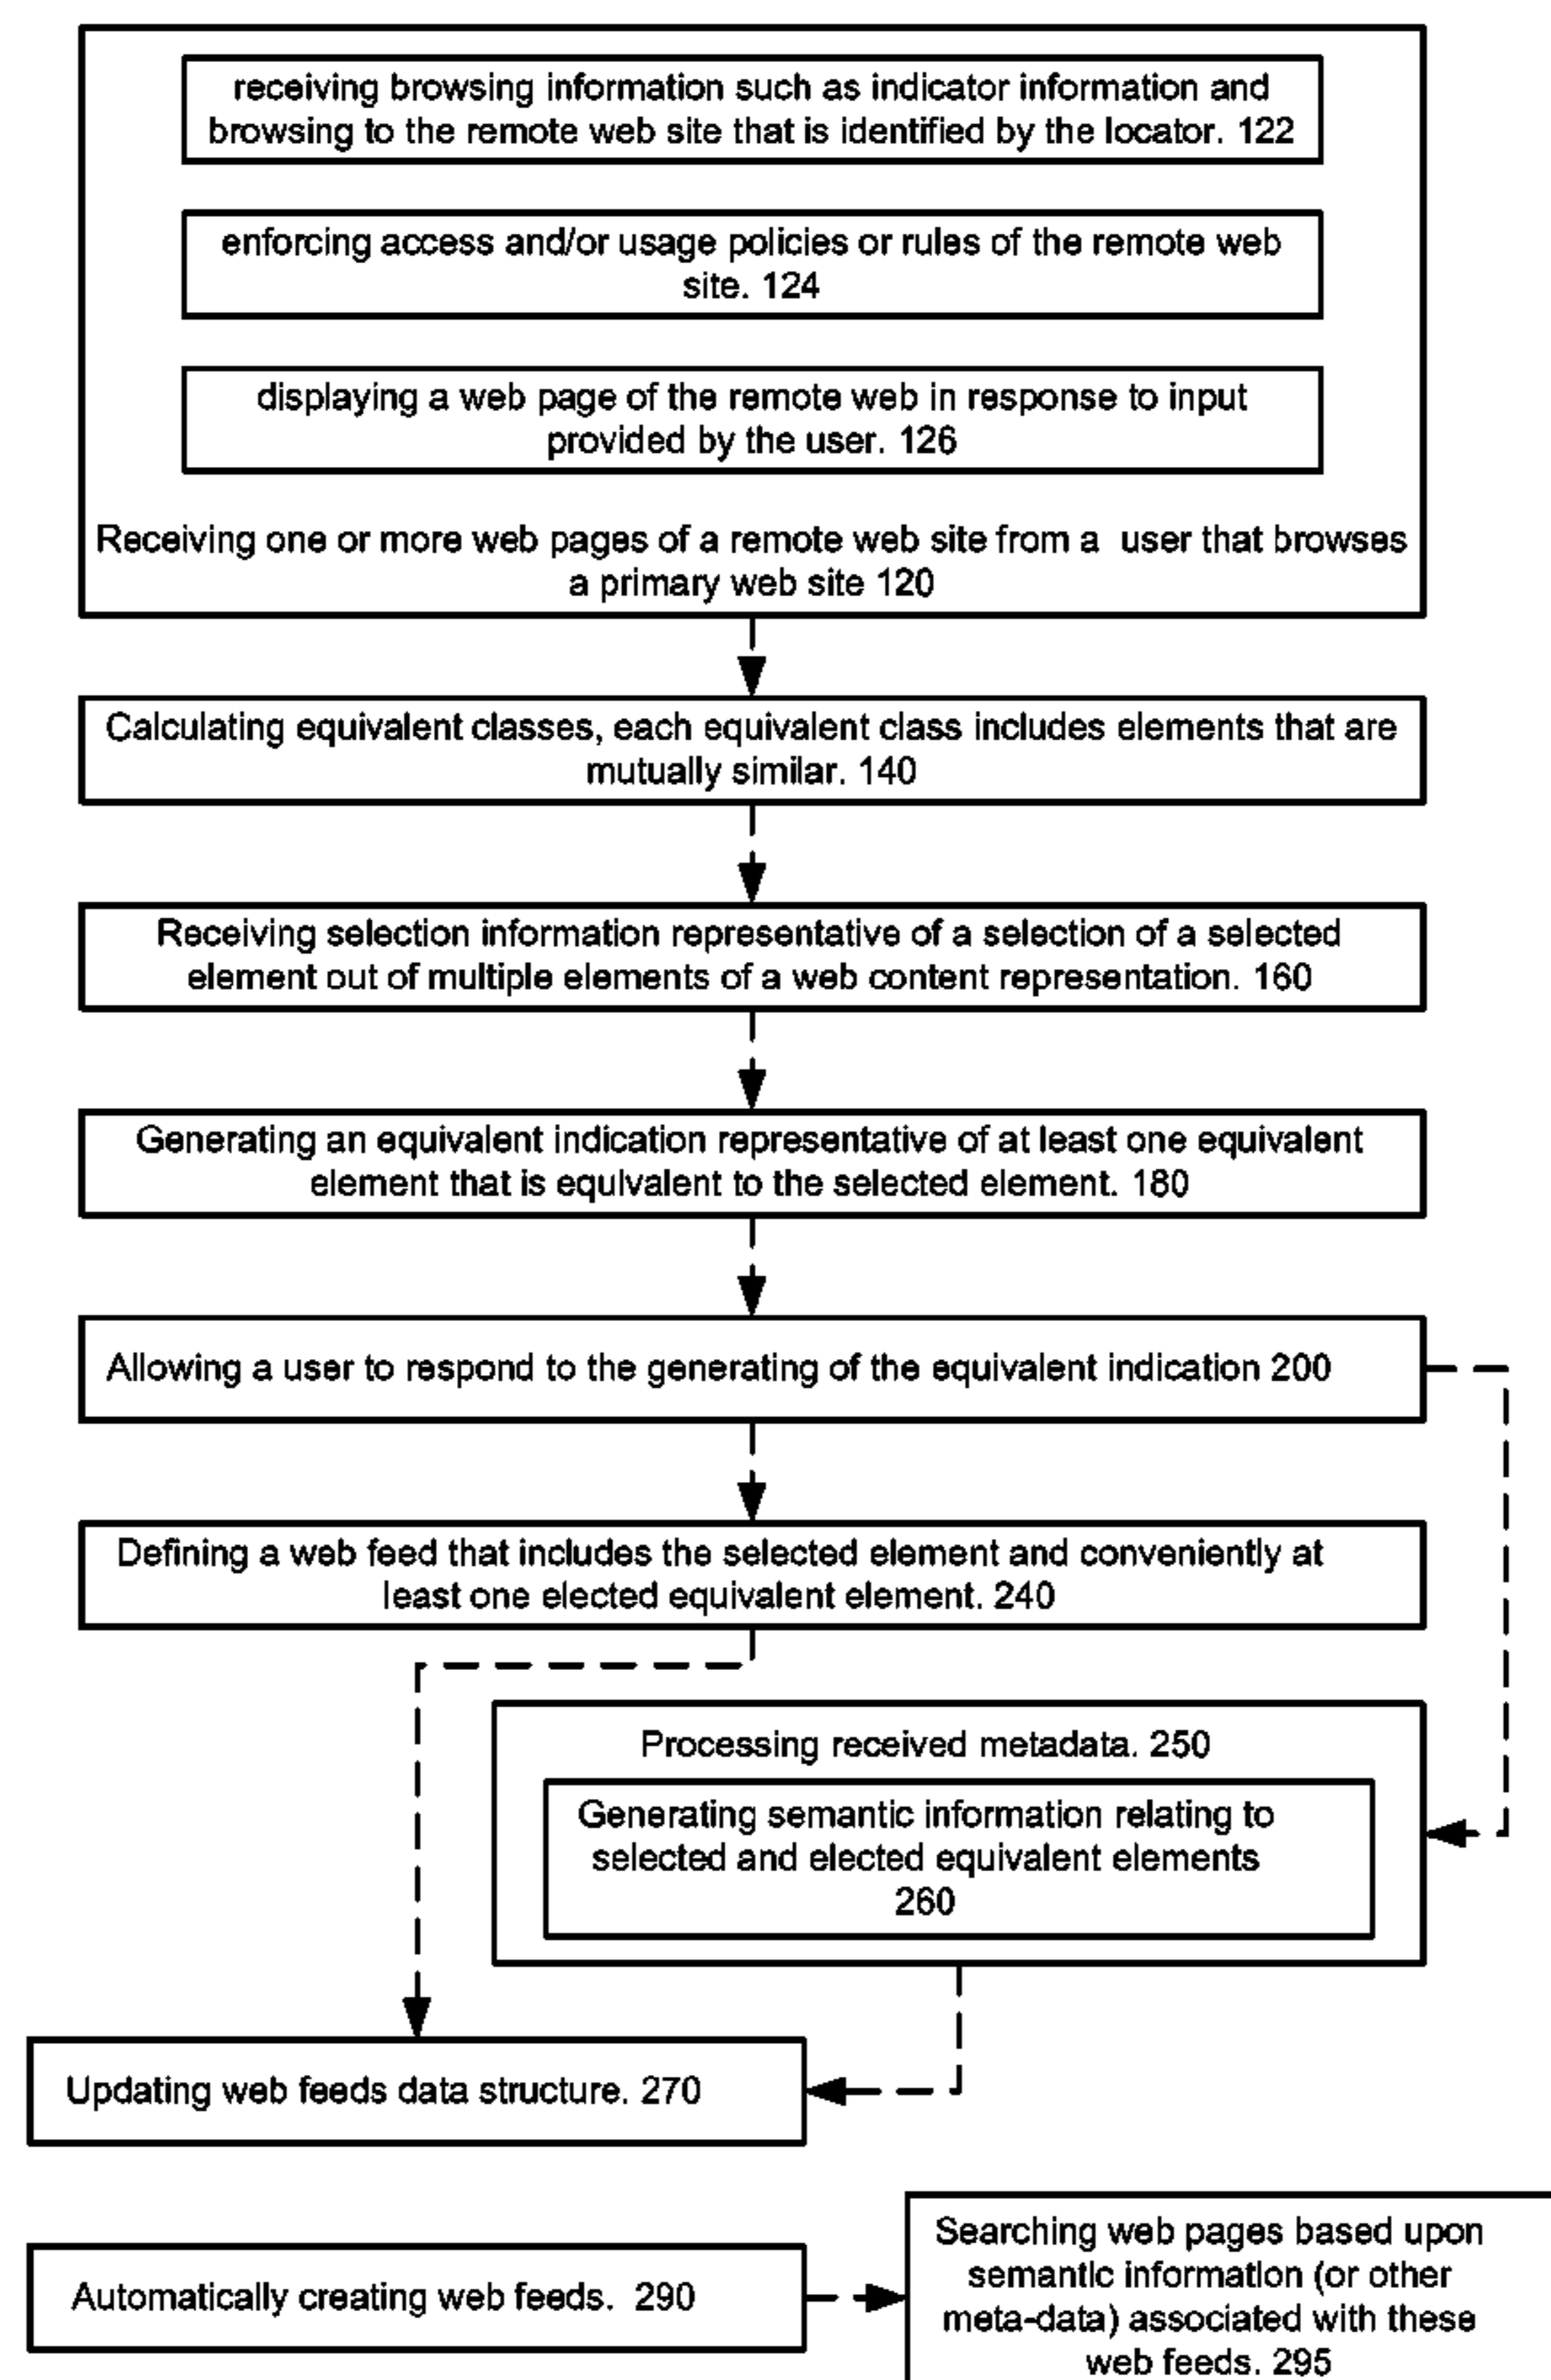 receiving browsing information such as indicator information and
browsing to the remote web site that is identified by the locator. 122
enforcing access and/or usage policies or rules of the remote web
site. 124
displaying a web page of the remote web in response to input
provided by the user. 126
Receiving one or more web pages of a remote web site from a user that browses
a primary web site 120
Calculating equivalent classes, each equivalent class includes elements that are
mutually similar. 140
Receiving selection information representative of a selection of a selected
element out of multiple elements of a web content representation. 160
Generating an equivalent indication representative of at least one equivalent
element that is equivalent to the selected element. 180
Allowing a user to respond to the generating of the equivalent indication 200
Defining a web feed that includes the selected element and conveniently at
least one elected equivalent element. 240
Processing received metadata. 250
Generating semantic information relating to
selected and elected equivalent elements
260
Updating web feeds data structure. 270
Automatically creating web feeds. 290
Searching web pages based upon
semantic information (or other
meta-data) associated with these
web feeds. 295